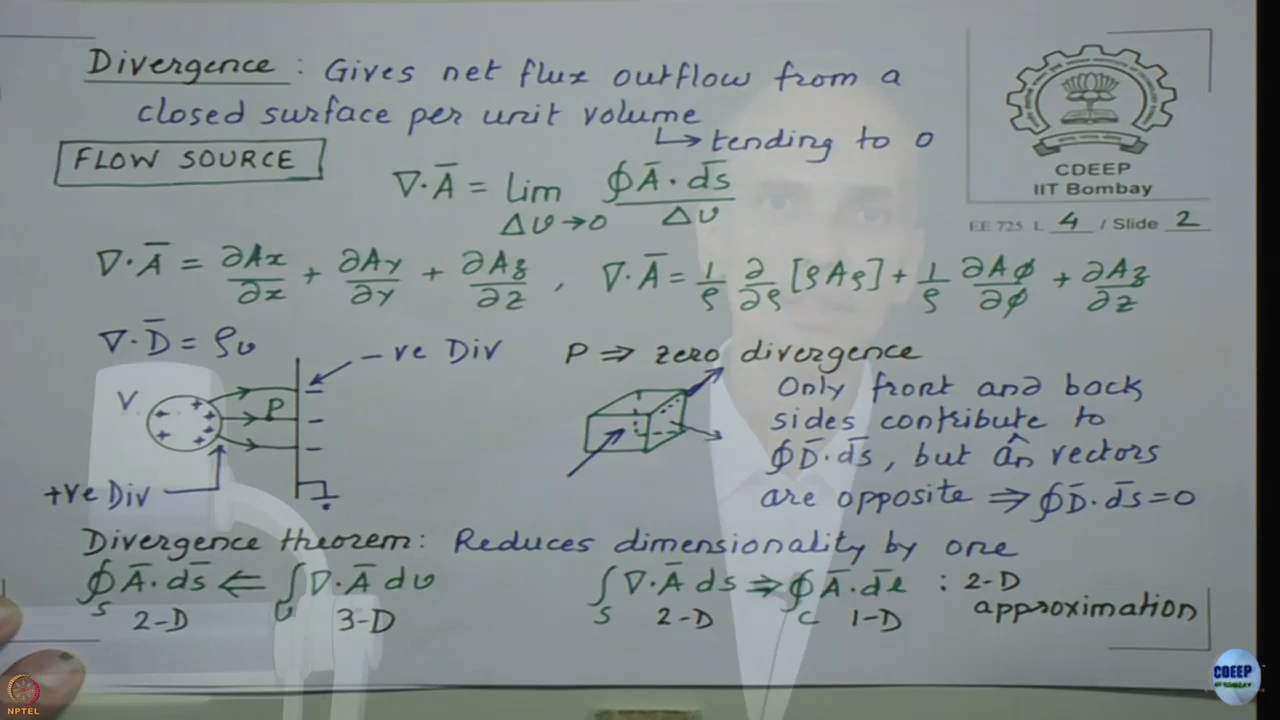 Divergence : Gives net flux outflow from a
closed surface per unit volume
↳ tending to 0
FLOW SOURCE
∇·Ā = lim Δv→0 ∮Ā·ds̄ / Δv
CDEEP
IIT Bombay
EE 725 L 4 / Slide 2
∇·Ā = ∂Ax/∂x + ∂Ay/∂y + ∂Az/∂z , ∇·Ā = 1/ρ ∂/∂ρ [ρAρ] + 1/ρ ∂Aϕ/∂ϕ + ∂Az/∂z
∇·D̄ = ρv
-ve Div
V
P
+ve Div
P ⇒ zero divergence
Only front and back
sides contribute to
∮D̄·ds̄, but ân vectors
are opposite ⇒ ∮D̄·ds̄=0
Divergence theorem: Reduces dimensionality by one
∮S Ā·ds̄ ⇐ ∫v ∇·Ā dv ∫S ∇·Ā ds ⇒ ∮C Ā·dl̄ : 2-D
2-D 3-D 2-D 1-D approximation
NPTEL
CDEEP
IIT BOMBAY